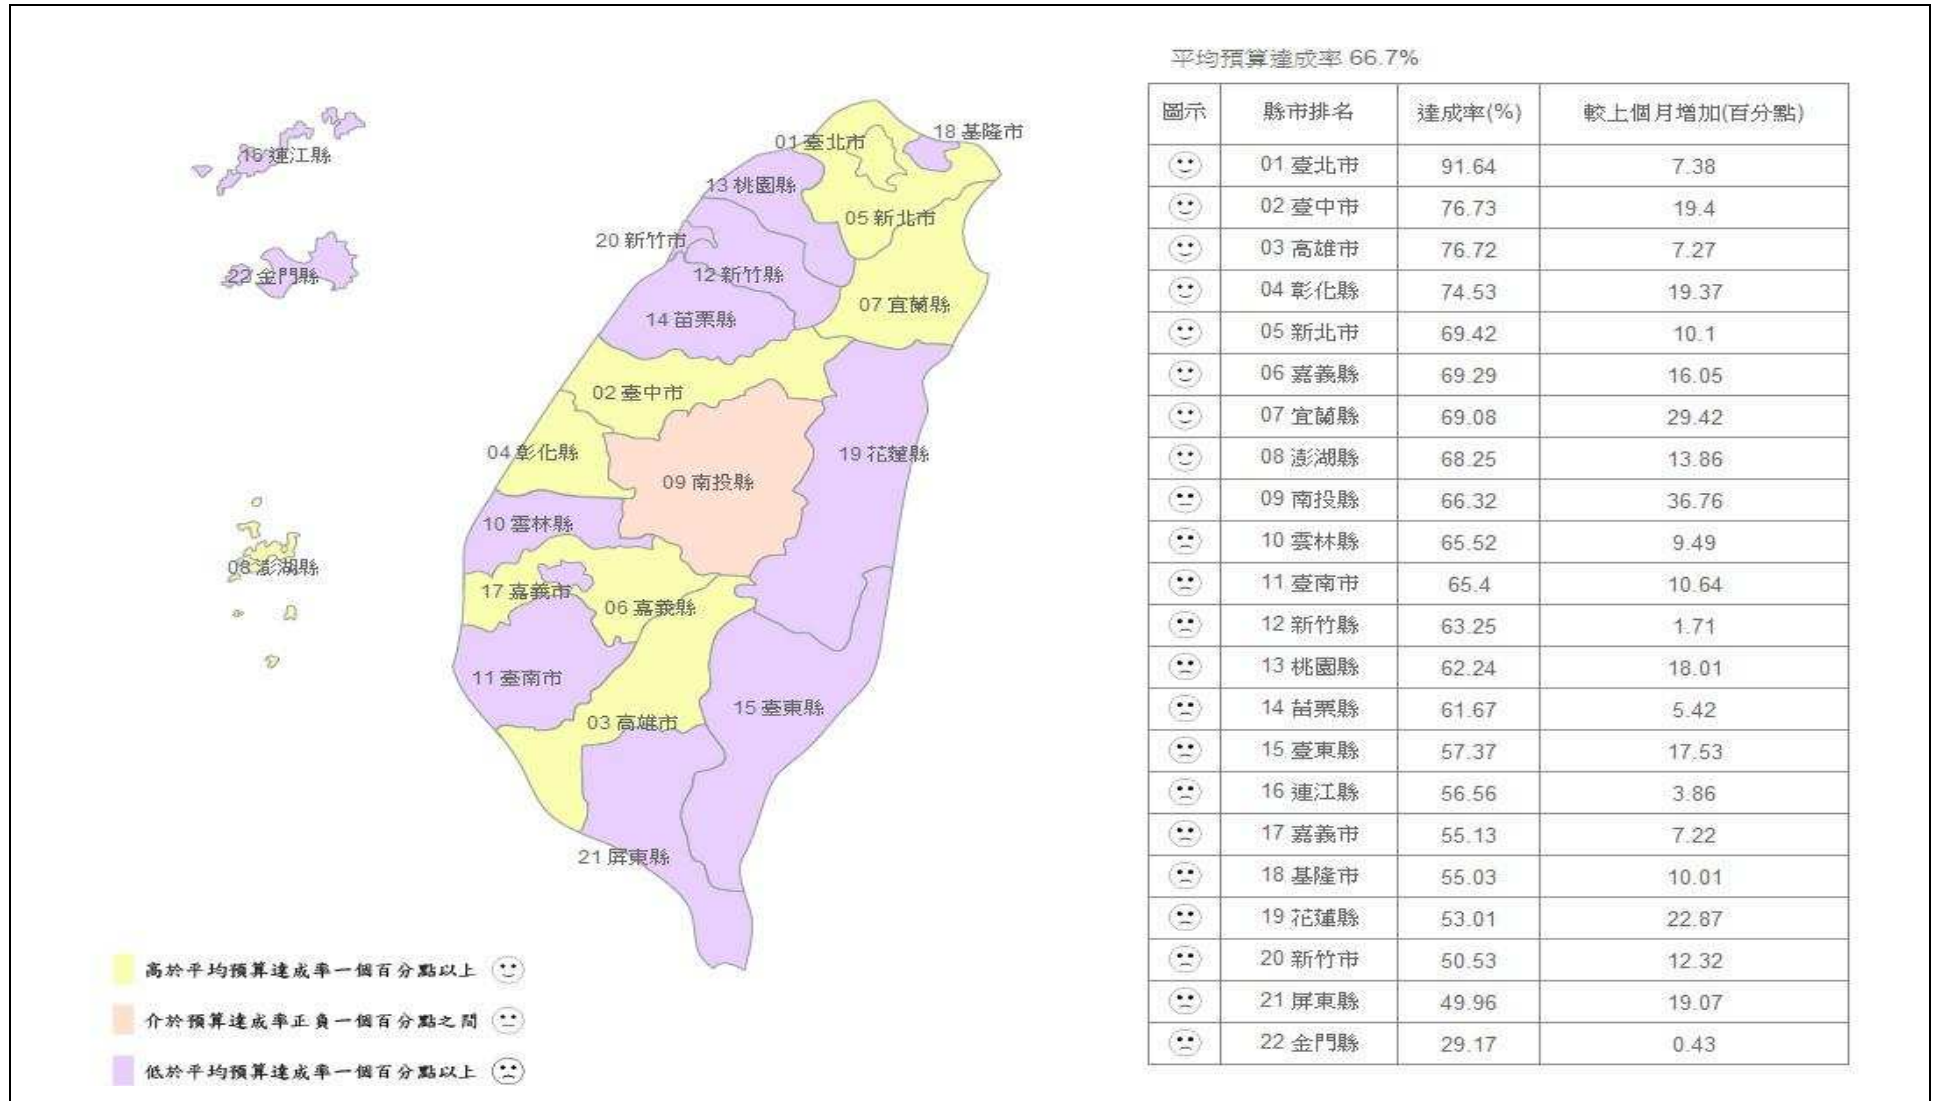 平均預算達成率 66.7%
圖示 縣市排名 達成率(%) 較上個月增加(百分點)
01 臺北市 91.64 7.38
02 臺中市 76.73 19.4
03 高雄市 76.72 7.27
04 彰化縣 74.53 19.37
05 新北市 69.42 10.1
06 嘉義縣 69.29 16.05
07 宜蘭縣 69.08 29.42
08 澎湖縣 68.25 13.86
09 南投縣 66.32 36.76
10 雲林縣 65.52 9.49
11 臺南市 65.4 10.64
12 新竹縣 63.25 1.71
13 桃園縣 62.24 18.01
14 苗栗縣 61.67 5.42
15 臺東縣 57.37 17.53
16 連江縣 56.56 3.86
17 嘉義市 55.13 7.22
18 基隆市 55.03 10.01
19 花蓮縣 53.01 22.87
20 新竹市 50.53 12.32
21 屏東縣 49.96 19.07
22 金門縣 29.17 0.43
18 基隆市
01 臺北市
16 連江縣
13 桃園縣
05 新北市
20 新竹市
22 金門縣
12 新竹縣
07 宜蘭縣
14 苗栗縣
02 臺中市
04 彰化縣
19 花蓮縣
09 南投縣
10 雲林縣
08 澎湖縣
17 嘉義市
06 嘉義縣
11 臺南市
15 臺東縣
03 高雄市
21 屏東縣
高於平均預算達成率一個百分點以上
介於預算達成率正負一個百分點之間
低於平均預算達成率一個百分點以上